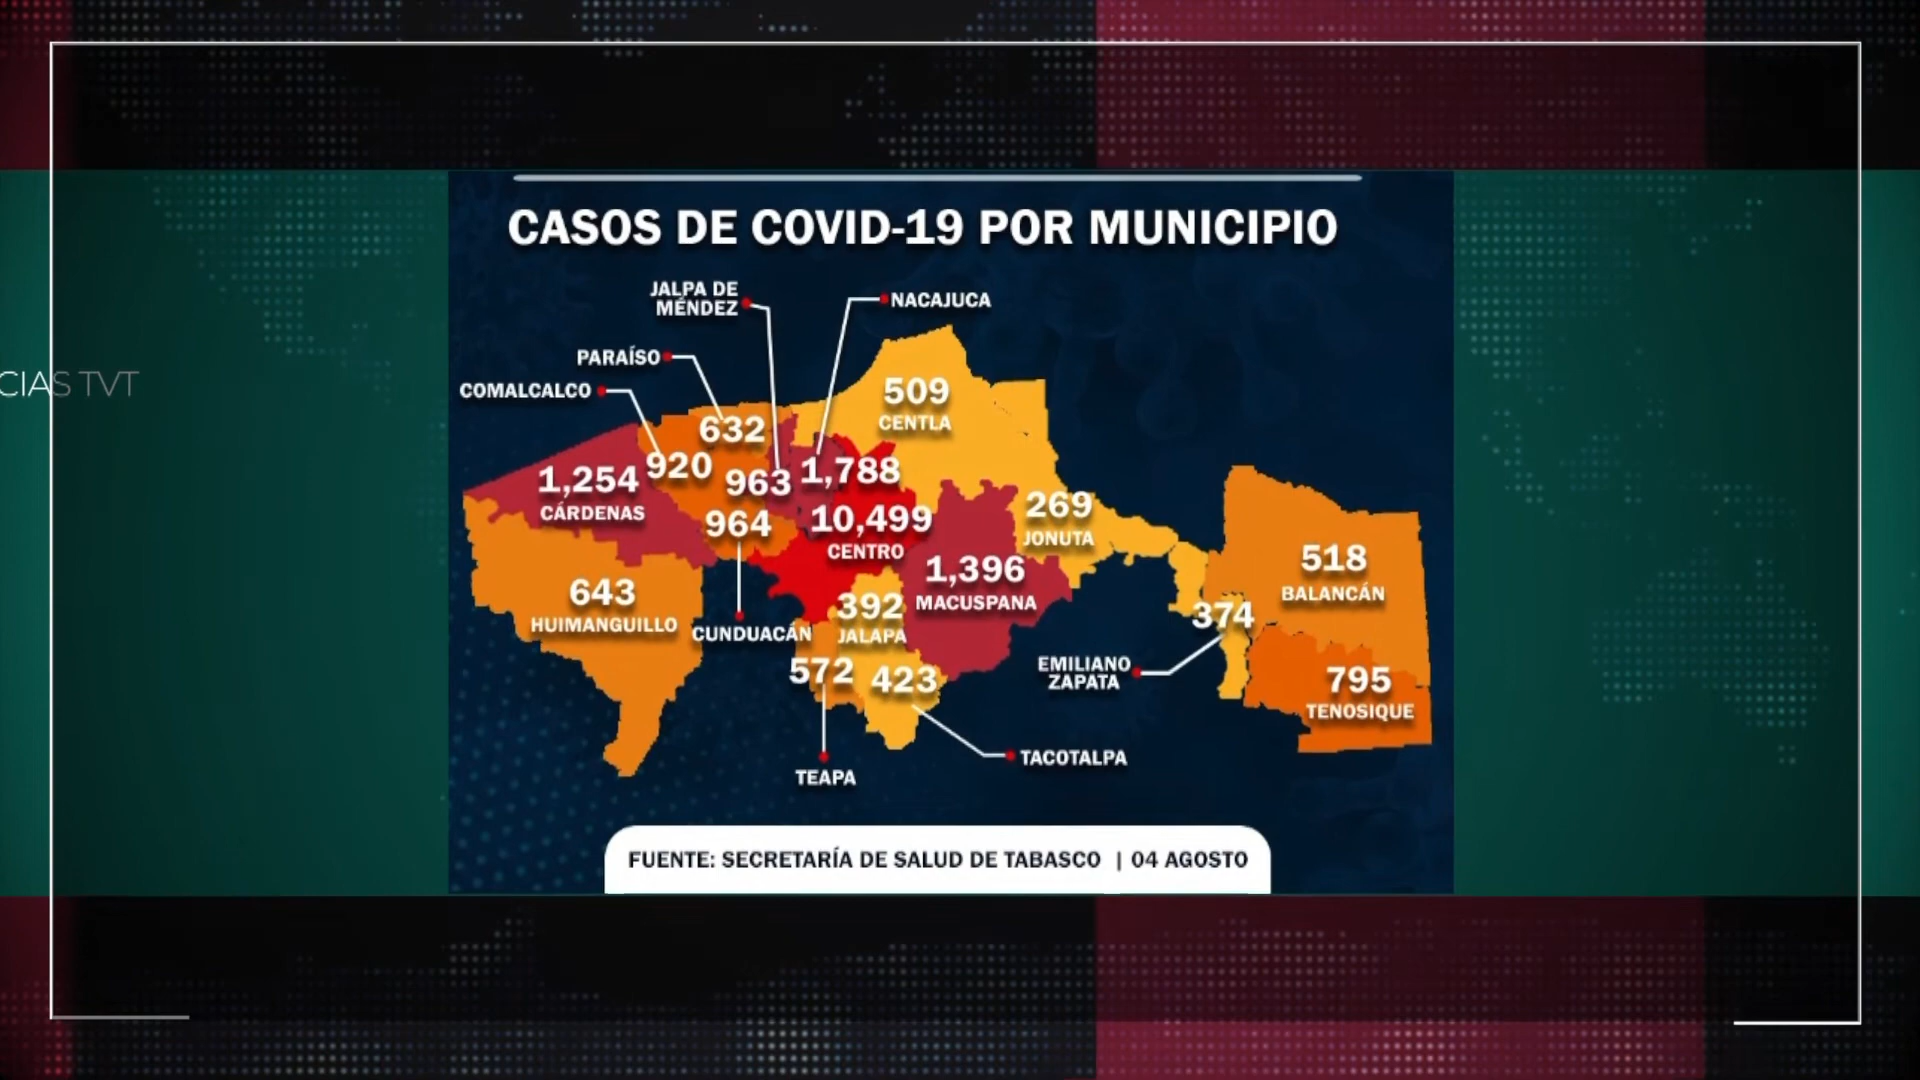 CASOS DE COVID-19 POR MUNICIPIO
JALPA DE
MÉNDEZ
NACAJUCA
PARAÍSO
COMALCALCO
CIAS TVT
509
CENTLA
632
920
963
1,788
1,254
CÁRDENAS
964
10,499
CENTRO
269
JONUTA
1,396
MACUSPANA
518
BALANCÁN
643
HUIMANGUILLO
CUNDUACÁN
392
JALAPA
374
EMILIANO
ZAPATA
572
423
795
TENOSIQUE
TACOTALPA
TEAPA
FUENTE: SECRETARÍA DE SALUD DE TABASCO | 04 AGOSTO